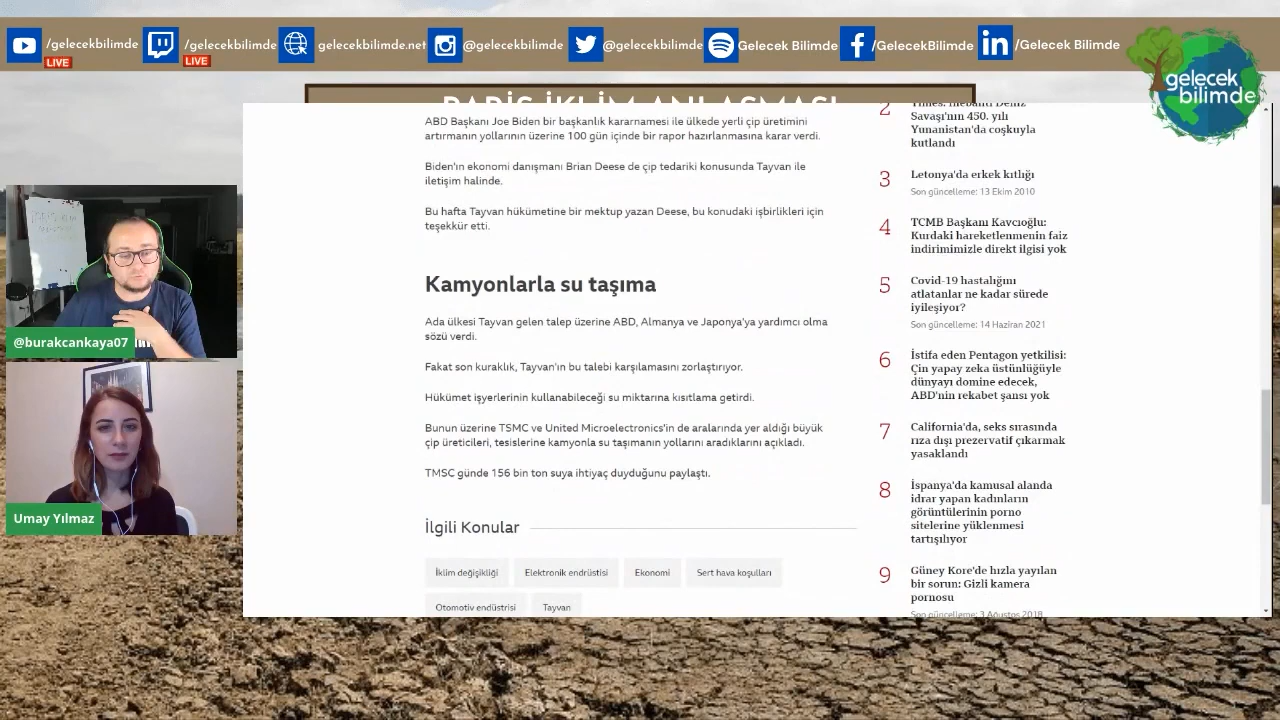 /gelecekbilimde
LIVE
/gelecekbilimde
LIVE
gelecekbilimde.net
@gelecekbilimde
@gelecekbilimde
Gelecek Bilimde
/GelecekBilimde
/Gelecek Bilimde
gelecek
bilimde
PARİS İKLİM ANLAŞMASI
ABD Başkanı Joe Biden bir başkanlık kararnamesi ile ülkede yerli çip üretimini
artırmanın yollarının üzerine 100 gün içinde bir rapor hazırlanmasına karar verdi.
Biden'ın ekonomi danışmanı Brian Deese de çip tedariki konusunda Tayvan ile
iletişim halinde.
Bu hafta Tayvan hükümetine bir mektup yazan Deese, bu konudaki işbirlikleri için
teşekkür etti.
Kamyonlarla su taşıma
Ada ülkesi Tayvan gelen talep üzerine ABD, Almanya ve Japonya'ya yardımcı olma
sözü verdi.
Fakat son kuraklık, Tayvan'ın bu talebi karşılamasını zorlaştırıyor.
Hükümet işyerlerinin kullanabileceği su miktarına kısıtlama getirdi.
Bunun üzerine TSMC ve United Microelectronics'in de aralarında yer aldığı büyük
çip üreticileri, tesislerine kamyonla su taşımanın yollarını aradıklarını açıkladı.
TMSC günde 156 bin ton suya ihtiyaç duyduğunu paylaştı.
İlgili Konular
İklim değişikliği
Elektronik endrüstisi
Ekonomi
Sert hava koşulları
Otomotiv endüstrisi
Tayvan
2
Times: İnebahtı Deniz
Savaşı'nın 450. yılı
Yunanistan'da coşkuyla
kutlandı
3
Letonya'da erkek kıtlığı
Son güncelleme: 13 Ekim 2010
4
TCMB Başkanı Kavcıoğlu:
Kurdaki hareketlenmenin faiz
indirimimizle direkt ilgisi yok
5
Covid-19 hastalığını
atlatanlar ne kadar sürede
iyileşiyor?
Son güncelleme: 14 Haziran 2021
6
İstifa eden Pentagon yetkilisi:
Çin yapay zeka üstünlüğüyle
dünyayı domine edecek,
ABD'nin rekabet şansı yok
7
California'da, seks sırasında
rıza dışı prezervatif çıkarmak
yasaklandı
8
İspanya'da kamusal alanda
idrar yapan kadınların
görüntülerinin porno
sitelerine yüklenmesi
tartışılıyor
9
Güney Kore'de hızla yayılan
bir sorun: Gizli kamera
pornosu
Son güncelleme: 3 Ağustos 2018
@burakcankaya07
Umay Yılmaz